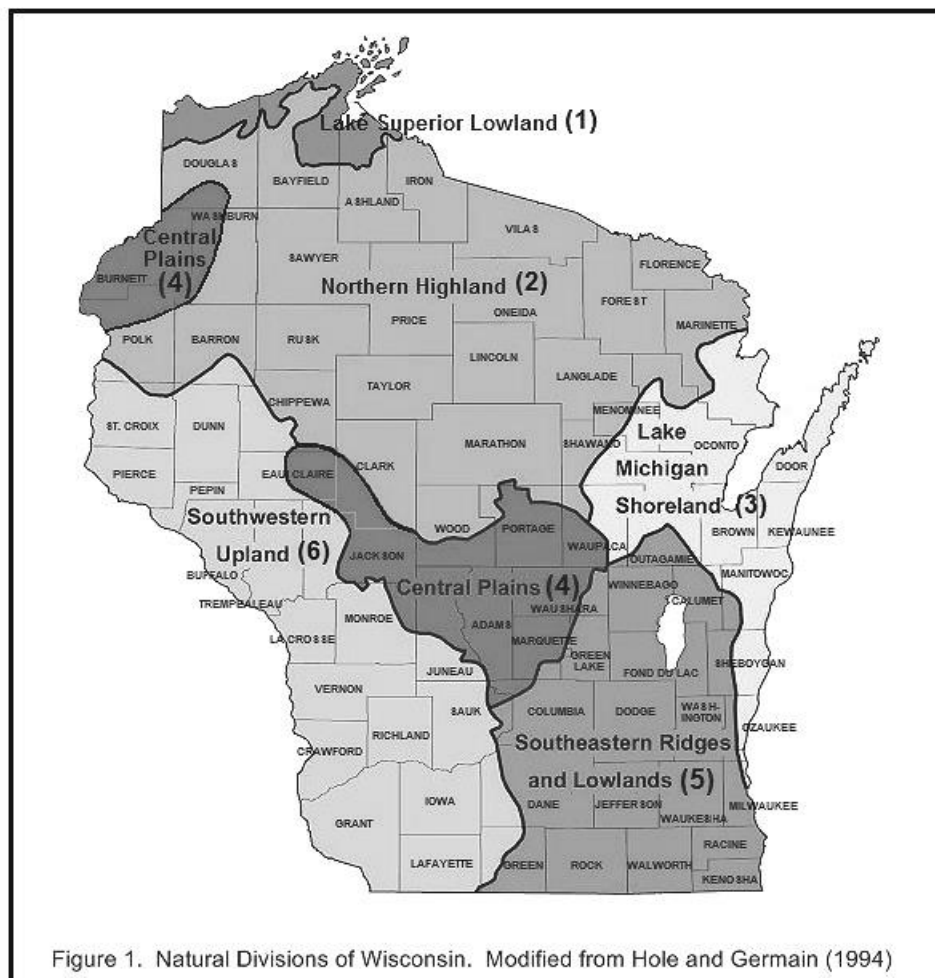 Lake Superior Lowland (1)
DOUGLAS
BAYFIELD
ASHLAND
IRON
VILAS
WASHBURN
Central
Plains
(4)
BURNETT
SAWYER
FLORENCE
Northern Highland (2)
ONEIDA
FOREST
PRICE
MARINETTE
POLK
BARRON
RUSK
LINCOLN
LANGLADE
TAYLOR
CHIPPEWA
MENOMINEE
ST. CROIX
DUNN
MARATHON
SHAWANO
Lake
Michigan
Shoreland (3)
OCONTO
DOOR
PIERCE
EAU CLAIRE
CLARK
PEPIN
Southwestern
Upland (6)
WOOD
PORTAGE
BROWN
KEWAUNEE
WAUPACA
JACKSON
OUTAGAMIE
BUFFALO
MANITOWOC
WINNEBAGO
Central Plains (4)
CALUMET
TREMPEALEAU
WAUSHARA
MONROE
ADAMS
LA CROSSE
MARQUETTE
GREEN
LAKE
SHEBOYGAN
JUNEAU
FOND DU LAC
VERNON
SAUK
COLUMBIA
DODGE
WASH-
INGTON
OZAUKEE
RICHLAND
CRAWFORD
Southeastern Ridges
and Lowlands (5)
IOWA
DANE
JEFFERSON
MILWAUKEE
WAUKESHA
GRANT
RACINE
LAFAYETTE
GREEN
ROCK
WALWORTH
KENOSHA
Figure 1. Natural Divisions of Wisconsin. Modified from Hole and Germain (1994)